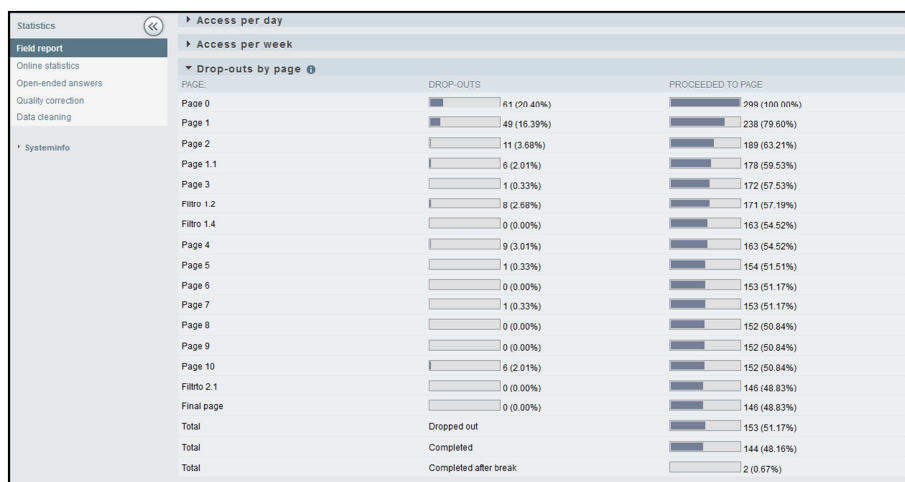 Statistics
Field report
Online statistics
Open-ended answers
Quality correction
Data cleaning
Systeminfo
Access per day
Access per week
Drop-outs by page
PAGE: DROP-OUTS PROCEEDED TO PAGE
Page 0 61 (20.40%) 299 (100.00%)
Page 1 49 (16.39%) 238 (79.60%)
Page 2 11 (3.68%) 189 (63.21%)
Page 1.1 6 (2.01%) 178 (59.53%)
Page 3 1 (0.33%) 172 (57.53%)
Filtro 1.2 8 (2.68%) 171 (57.19%)
Filtro 1.4 0 (0.00%) 163 (54.52%)
Page 4 9 (3.01%) 163 (54.52%)
Page 5 1 (0.33%) 154 (51.51%)
Page 6 0 (0.00%) 153 (51.17%)
Page 7 1 (0.33%) 153 (51.17%)
Page 8 0 (0.00%) 152 (50.84%)
Page 9 0 (0.00%) 152 (50.84%)
Page 10 6 (2.01%) 152 (50.84%)
Filtrto 2.1 0 (0.00%) 146 (48.83%)
Final page 0 (0.00%) 146 (48.83%)
Total Dropped out 153 (51.17%)
Total Completed 144 (48.16%)
Total Completed after break 2 (0.67%)